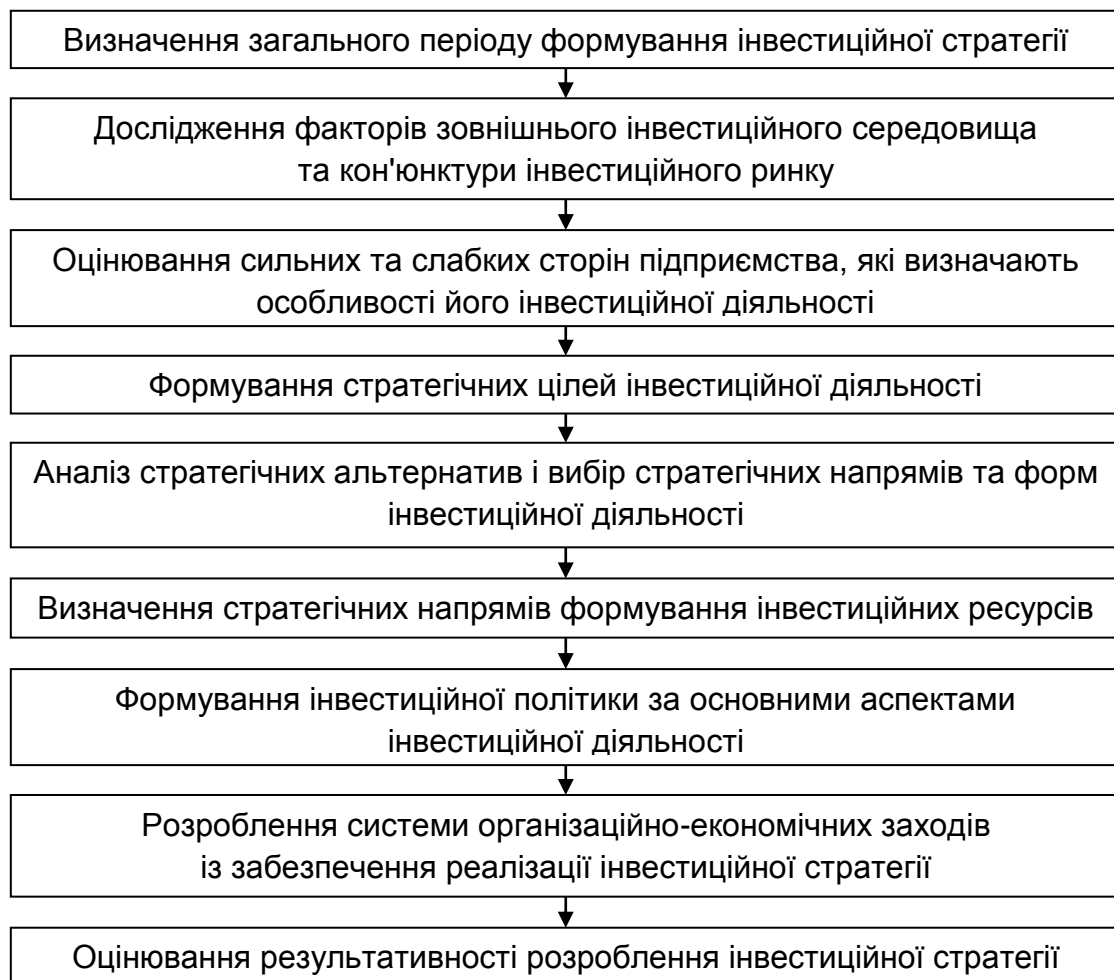 Визначення загального періоду формування інвестиційної стратегії
Дослідження факторів зовнішнього інвестиційного середовища
та кон'юнктури інвестиційного ринку
Оцінювання сильних та слабких сторін підприємства, які визначають
особливості його інвестиційної діяльності
Формування стратегічних цілей інвестиційної діяльності
Аналіз стратегічних альтернатив і вибір стратегічних напрямів та форм
інвестиційної діяльності
Визначення стратегічних напрямів формування інвестиційних ресурсів
Формування інвестиційної політики за основними аспектами
інвестиційної діяльності
Розроблення системи організаційно-економічних заходів
із забезпечення реалізації інвестиційної стратегії
Оцінювання результативності розроблення інвестиційної стратегії